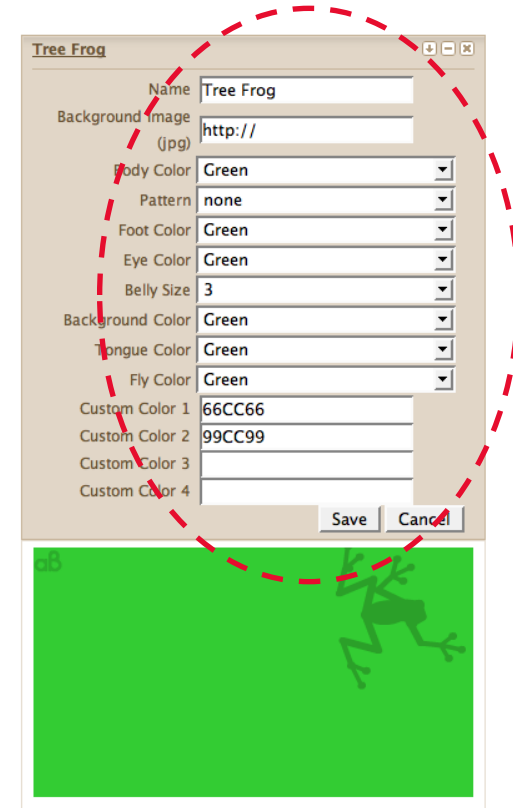 Tree Frog
Name Tree Frog
Background Image
(jpg) http://
Body Color Green
Pattern none
Foot Color Green
Eye Color Green
Belly Size 3
Background Color Green
Tongue Color Green
Fly Color Green
Custom Color 1 66CC66
Custom Color 2 99CC99
Custom Color 3
Custom Color 4
Save Cancel
aB